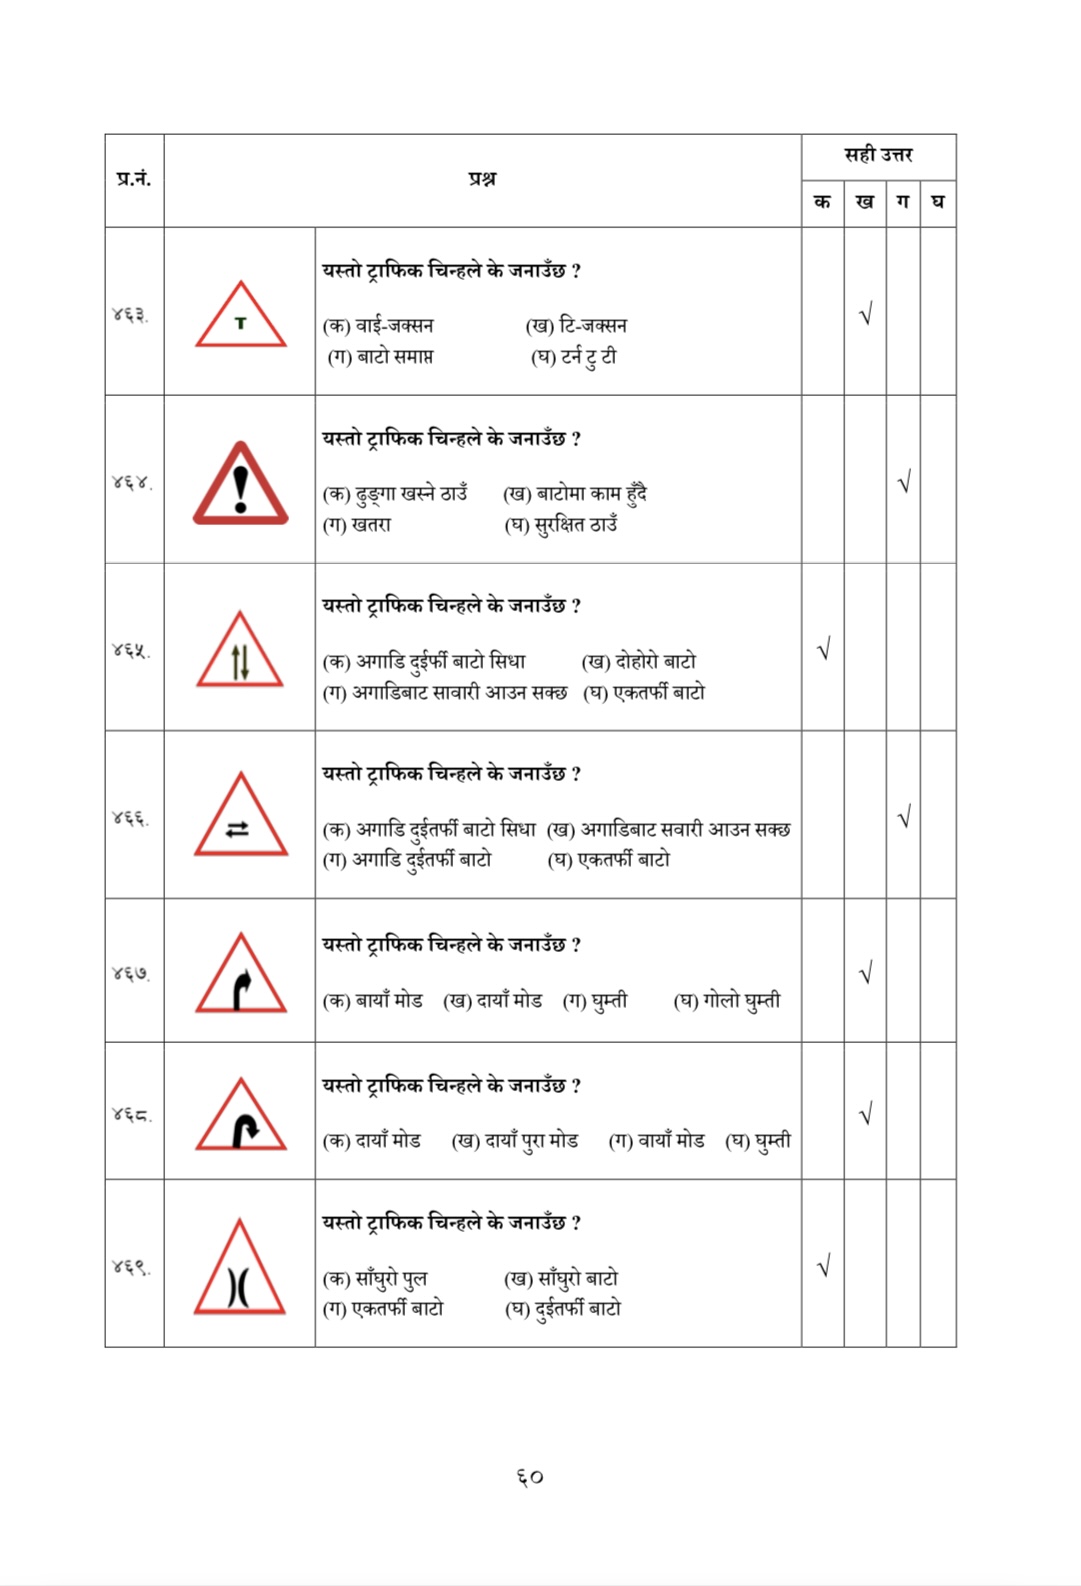 प्र.नं.
प्रश्न
सही उत्तर
क ख ग घ
४६३.
T
यस्तो ट्राफिक चिन्हले के जनाउँछ ?
(क) वाई-जक्सन (ख) टि-जक्सन
(ग) बाटो समाप्त (घ) टर्न टु टी
√
४६४.
!
यस्तो ट्राफिक चिन्हले के जनाउँछ ?
(क) ढुङ्गा खस्ने ठाउँ (ख) बाटोमा काम हुँदै
(ग) खतरा (घ) सुरक्षित ठाउँ
√
४६५.
यस्तो ट्राफिक चिन्हले के जनाउँछ ?
(क) अगाडि दुईर्फी बाटो सिधा (ख) दोहोरो बाटो
(ग) अगाडिबाट सावारी आउन सक्छ (घ) एकतर्फी बाटो
√
४६६.
यस्तो ट्राफिक चिन्हले के जनाउँछ ?
(क) अगाडि दुईतर्फी बाटो सिधा (ख) अगाडिबाट सवारी आउन सक्छ
(ग) अगाडि दुईतर्फी बाटो (घ) एकतर्फी बाटो
√
४६७.
यस्तो ट्राफिक चिन्हले के जनाउँछ ?
(क) बायाँ मोड (ख) दायाँ मोड (ग) घुम्ती (घ) गोलो घुम्ती
√
४६८.
यस्तो ट्राफिक चिन्हले के जनाउँछ ?
(क) दायाँ मोड (ख) दायाँ पुरा मोड (ग) वायाँ मोड (घ) घुम्ती
√
४६९.
यस्तो ट्राफिक चिन्हले के जनाउँछ ?
(क) साँघुरो पुल (ख) साँघुरो बाटो
(ग) एकतर्फी बाटो (घ) दुईतर्फी बाटो
√
६०